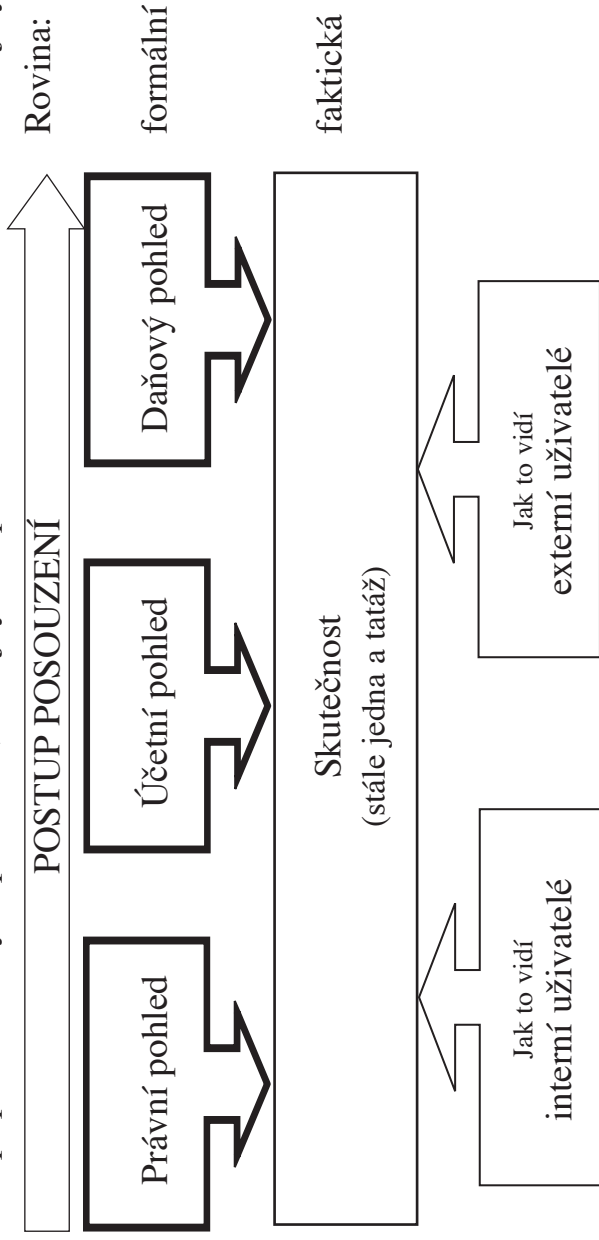 Rovina:
POSTUP POSOUZENÍ
Právní pohled
Účetní pohled
Daňový pohled
formální
Skutečnost
(stále jedna a tatáž)
faktická
Jak to vidí
interní uživatelé
Jak to vidí
externí uživatelé